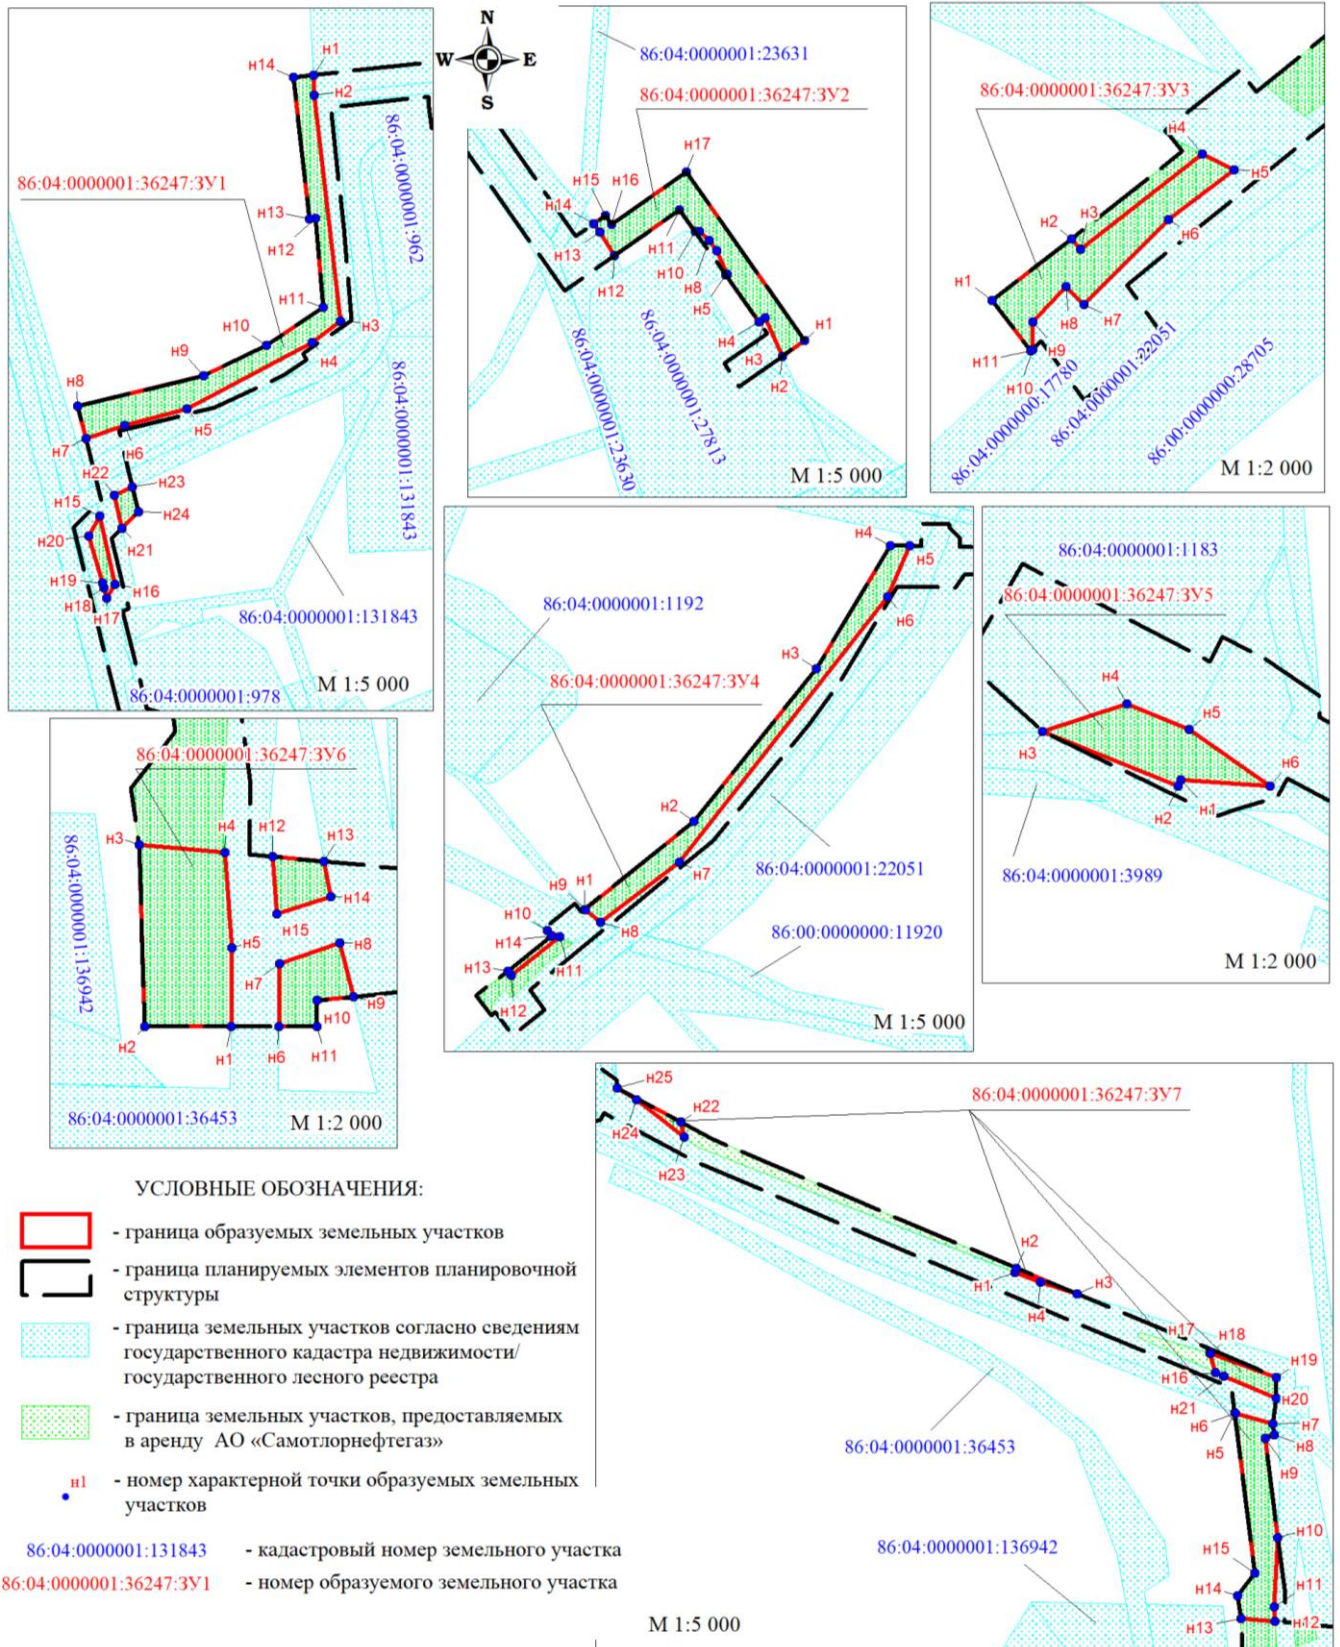 н14
н1
н2
86:04:0000001:962
86:04:0000001:36247:ЗУ1
н13
н12
н11
н10
н3
н4
н9
н8
н5
н7
н6
86:04:0000001:131843
н22
н23
н15
н24
н20
н21
н19
н16
н18
н17
86:04:0000001:131843
86:04:0000001:978
М 1:5 000
N
W
E
S
86:04:0000001:23631
86:04:0000001:36247:ЗУ2
н17
н15
н16
н14
н13
н11
н12
н10
н8
н5
н4
н3
н1
н2
86:04:0000001:23630
86:04:0000001:27813
М 1:5 000
86:04:0000001:36247:ЗУ3
н4
н5
н3
н2
н6
н1
н8
н7
н9
н11
н10
86:04:0000000:17780
86:04:0000001:22051
86:00:0000000:28705
М 1:2 000
н4
н5
86:04:0000001:1192
н6
н3
86:04:0000001:36247:ЗУ4
н2
86:04:0000001:22051
н7
н9
н1
н10
н8
н14
86:00:0000000:11920
н13
н11
н12
М 1:5 000
86:04:0000001:1183
86:04:0000001:36247:ЗУ5
н4
н5
н3
н6
н1
н2
86:04:0000001:3989
М 1:2 000
86:04:0000001:36247:ЗУ6
н3
н4
н12
н13
86:04:0000001:136942
н14
н15
н5
н8
н7
н9
н10
н2
н1
н6
н11
86:04:0000001:36453
М 1:2 000
н25
86:04:0000001:36247:ЗУ7
н22
н24
н23
н2
н1
н3
н4
н17
н18
н19
н16
н20
н21
н6
н7
н5
н8
н9
86:04:0000001:36453
н10
86:04:0000001:136942
н15
н14
н11
н13
н12
М 1:5 000
УСЛОВНЫЕ ОБОЗНАЧЕНИЯ:
- граница образуемых земельных участков
- граница планируемых элементов планировочной
структуры
- граница земельных участков согласно сведениям
государственного кадастра недвижимости/
государственного лесного реестра
- граница земельных участков, предоставляемых
в аренду АО «Самотлорнефтегаз»
н1 - номер характерной точки образуемых земельных
участков
86:04:0000001:131843 - кадастровый номер земельного участка
86:04:0000001:36247:ЗУ1 - номер образуемого земельного участка